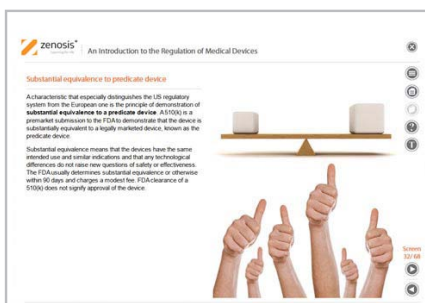 zenosis
An Introduction to the Regulation of Medical Devices
Substantial equivalence to predicate device
A characteristic that especially distinguishes the US regulatory
system from the European one is the principle of demonstration of
substantial equivalence to a predicate device. A 510(k) is a
premarket submission to the FDA to demonstrate that the device is
substantially equivalent to a legally marketed device, known as the
predicate device.
Substantial equivalence means that the devices have the same
intended use and similar indications and that any technological
differences do not raise new questions of safety or effectiveness.
The FDA usually determines substantial equivalence or otherwise
within 90 days and charges a modest fee. FDA clearance of a
510(k) does not signify approval of the device.
?
T
Screen
32/ 68